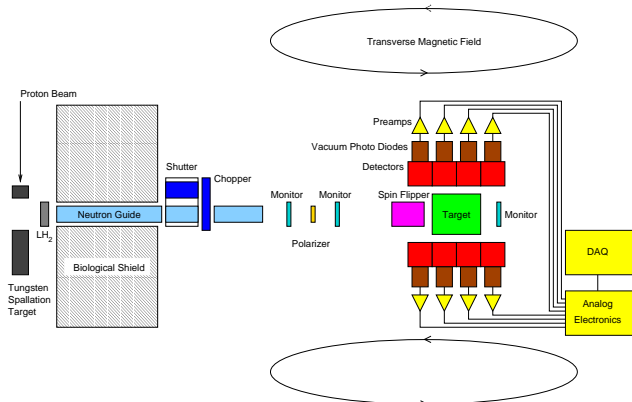 Transverse Magnetic Field
Proton Beam
Preamps
Vacuum Photo Diodes
Shutter
Chopper
Detectors
Monitor
Monitor
Spin Flipper
Neutron Guide
Target
Monitor
LH2
Polarizer
DAQ
Biological Shield
Tungsten
Spallation
Target
Analog
Electronics